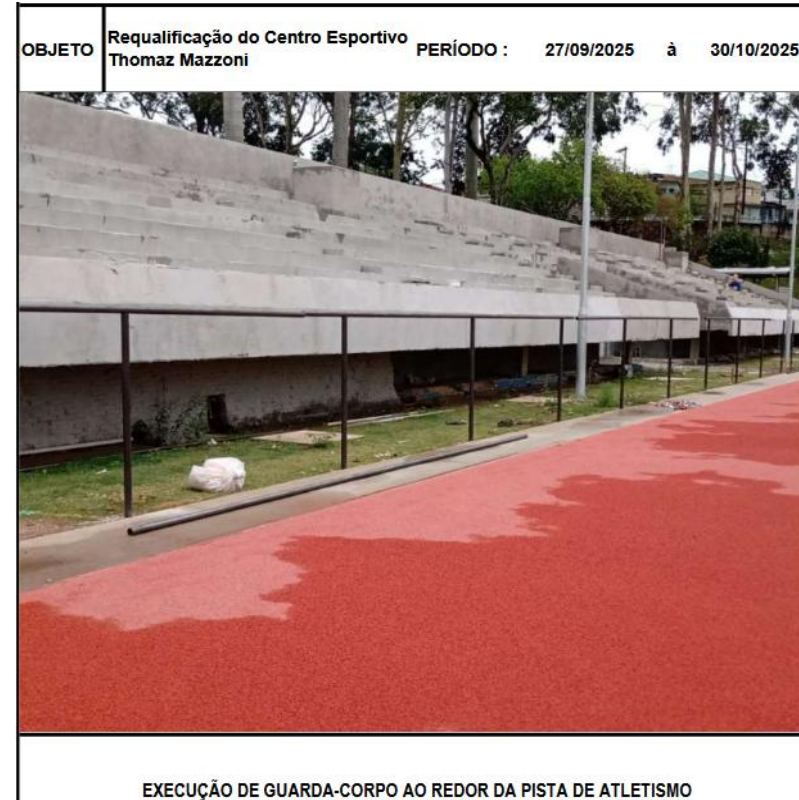 OBJETO
Requalificação do Centro Esportivo
Thomaz Mazzoni
PERÍODO : 27/09/2025 à 30/10/2025
EXECUÇÃO DE GUARDA-CORPO AO REDOR DA PISTA DE ATLETISMO